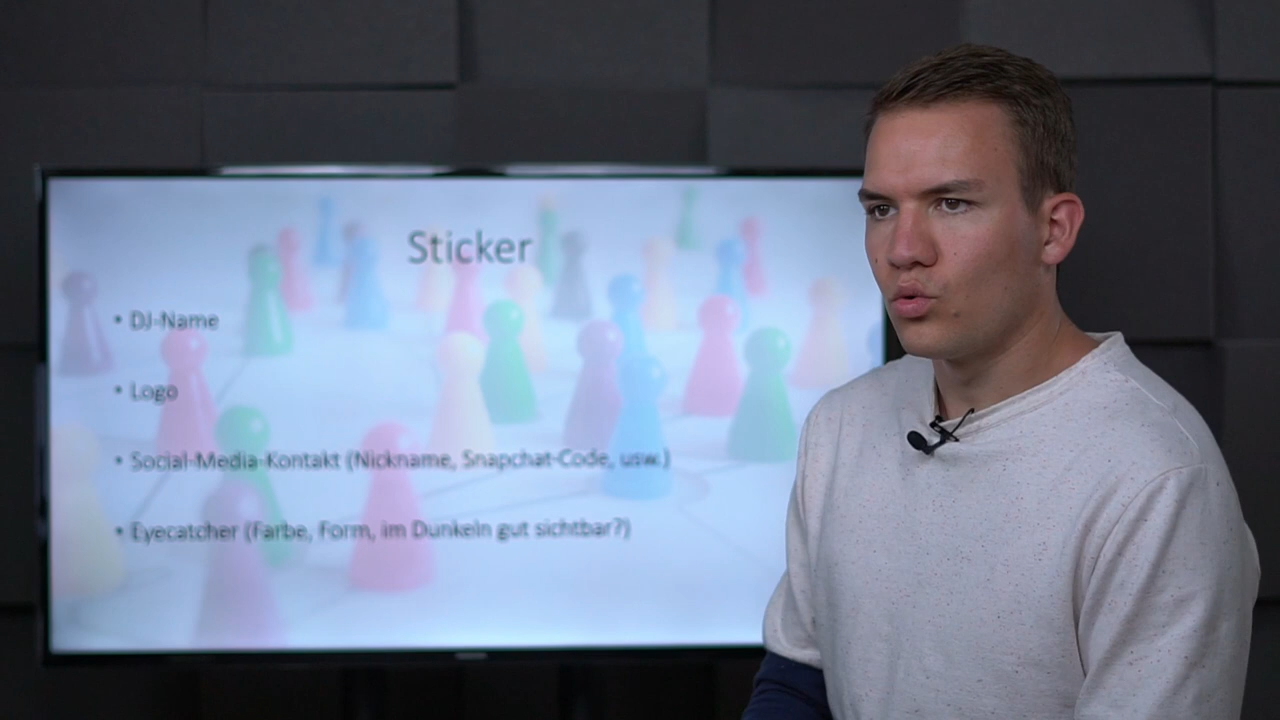 Sticker
• DJ-Name
• Logo
• Social-Media-Kontakt (Nickname, Snapchat-Code, usw.)
• Eyecatcher (Farbe, Form, im Dunkeln gut sichtbar?)